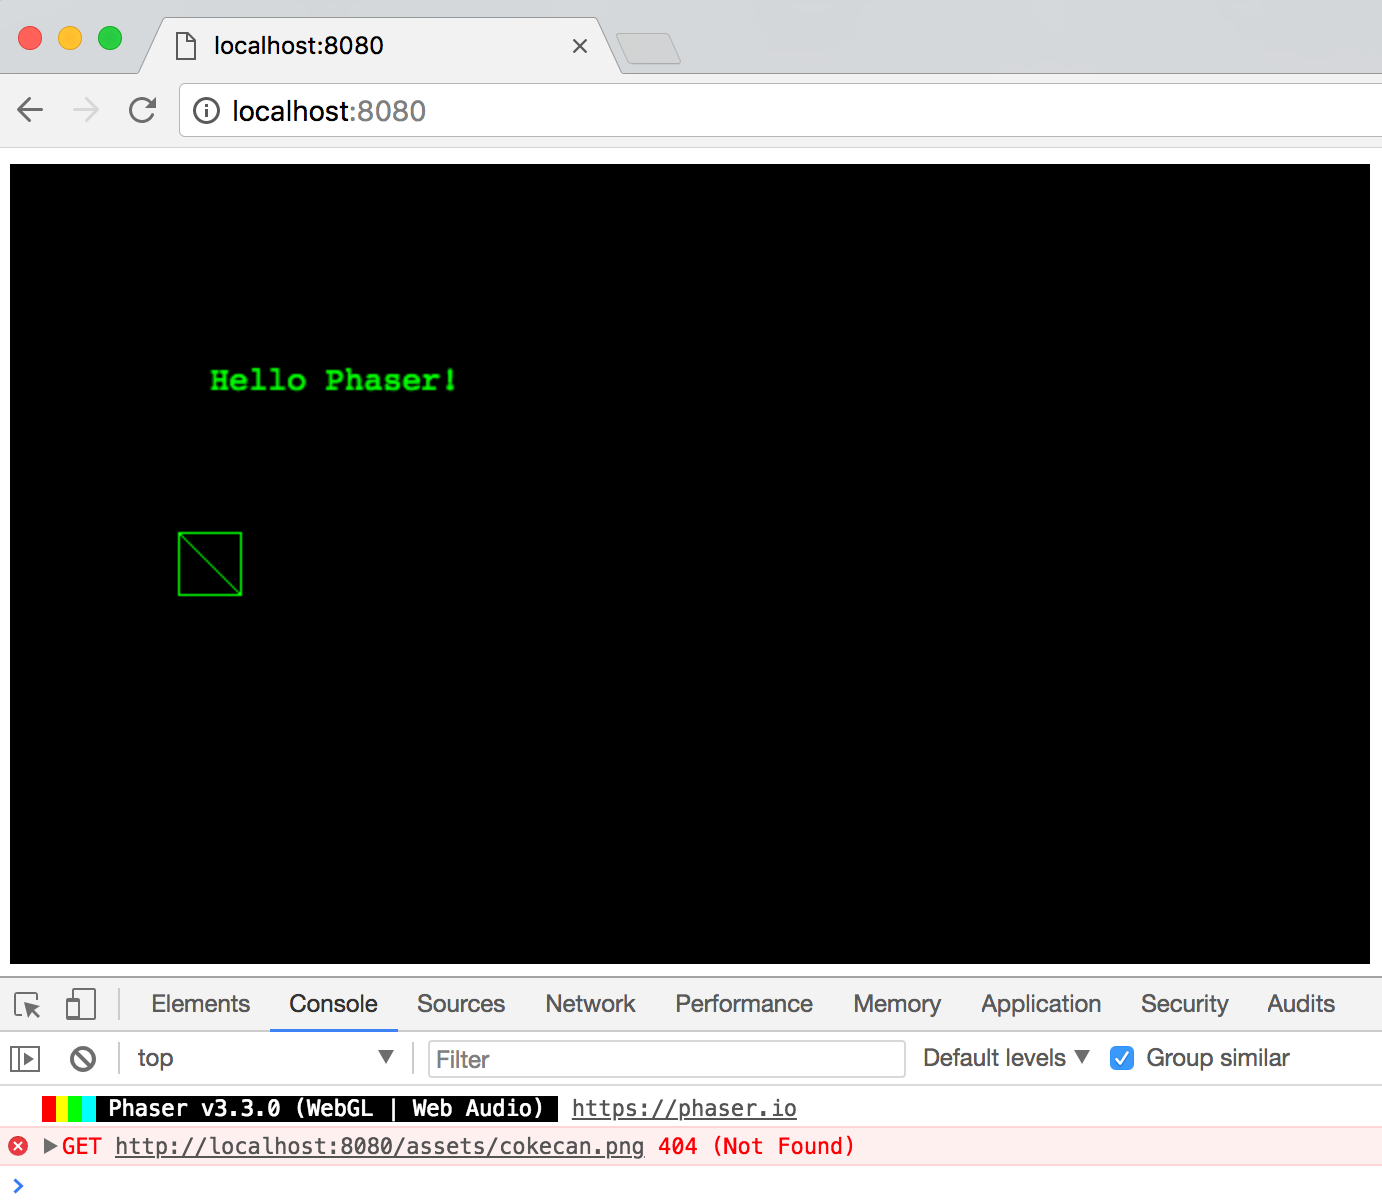 localhost:8080
localhost:8080
Hello Phaser!
Elements Console Sources Network Performance Memory Application Security Audits
top Filter Default levels Group similar
Phaser v3.3.0 (WebGL | Web Audio) https://phaser.io
GET http://localhost:8080/assets/cokecan.png 404 (Not Found)